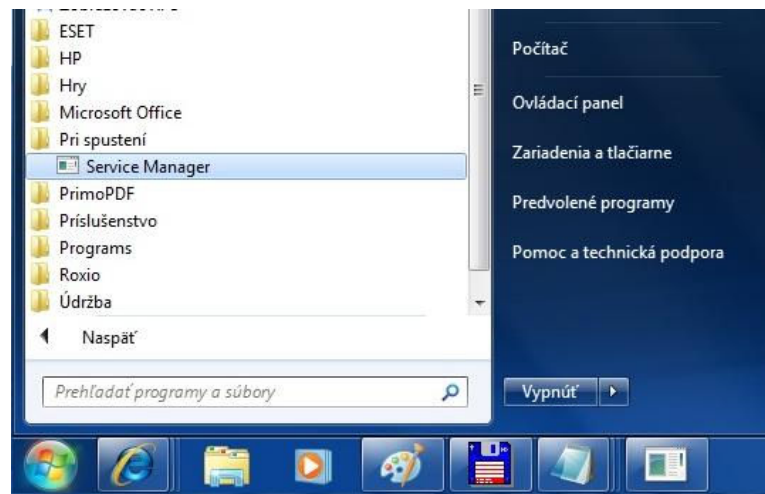 ESET
HP
Hry
Microsoft Office
Pri spustení
Service Manager
PrimoPDF
Príslušenstvo
Programs
Roxio
Údržba
Naspäť
Prehľadať programy a súbory
Počítač
Ovládací panel
Zariadenia a tlačiarne
Predvolené programy
Pomoc a technická podpora
Vypnúť